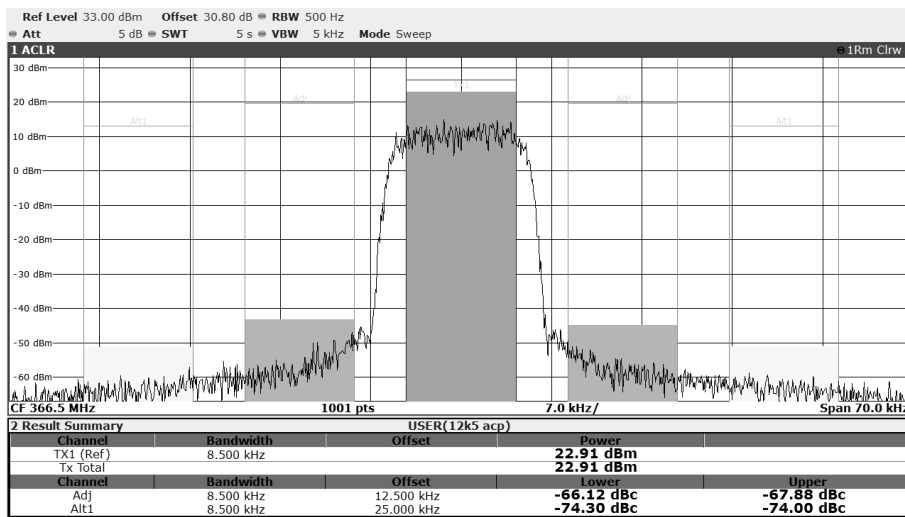 Ref Level 33.00 dBm Offset 30.80 dB RBW 500 Hz
Att 5 dB SWT 5 s VBW 5 kHz Mode Sweep
1 ACLR 1Rm Clrw
30 dBm
TX1
20 dBm Adj Adj
Alt1 Alt1
10 dBm
0 dBm
-10 dBm
-20 dBm
-30 dBm
-40 dBm
-50 dBm
-60 dBm
CF 366.5 MHz 1001 pts 7.0 kHz/ Span 70.0 kHz
2 Result Summary USER(12k5 acp)
Channel Bandwidth Offset Power
TX1 (Ref) 8.500 kHz 22.91 dBm
Tx Total 22.91 dBm
Channel Bandwidth Offset Lower Upper
Adj 8.500 kHz 12.500 kHz -66.12 dBc -67.88 dBc
Alt1 8.500 kHz 25.000 kHz -74.30 dBc -74.00 dBc